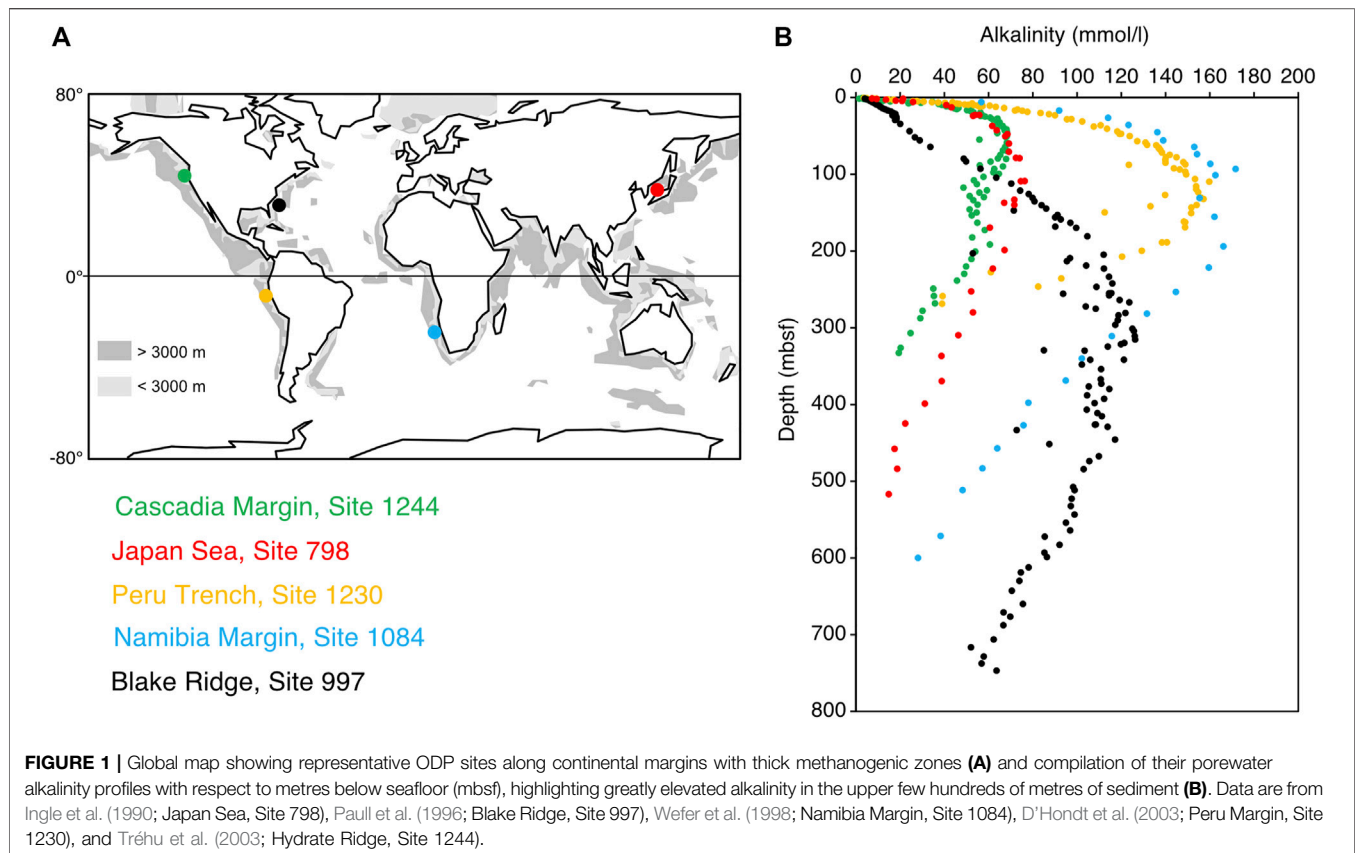 A
80°
0°
-80°
> 3000 m
< 3000 m
Cascadia Margin, Site 1244
Japan Sea, Site 798
Peru Trench, Site 1230
Namibia Margin, Site 1084
Blake Ridge, Site 997
B
Alkalinity (mmol/l)
0 20 40 60 80 100 120 140 160 180 200
Depth (mbsf)
0
100
200
300
400
500
600
700
800
FIGURE 1 | Global map showing representative ODP sites along continental margins with thick methanogenic zones (A) and compilation of their porewater
alkalinity profiles with respect to metres below seafloor (mbsf), highlighting greatly elevated alkalinity in the upper few hundreds of metres of sediment (B). Data are from
Ingle et al. (1990; Japan Sea, Site 798), Paull et al. (1996; Blake Ridge, Site 997), Wefer et al. (1998; Namibia Margin, Site 1084), D'Hondt et al. (2003; Peru Margin, Site
1230), and Tréhu et al. (2003; Hydrate Ridge, Site 1244).